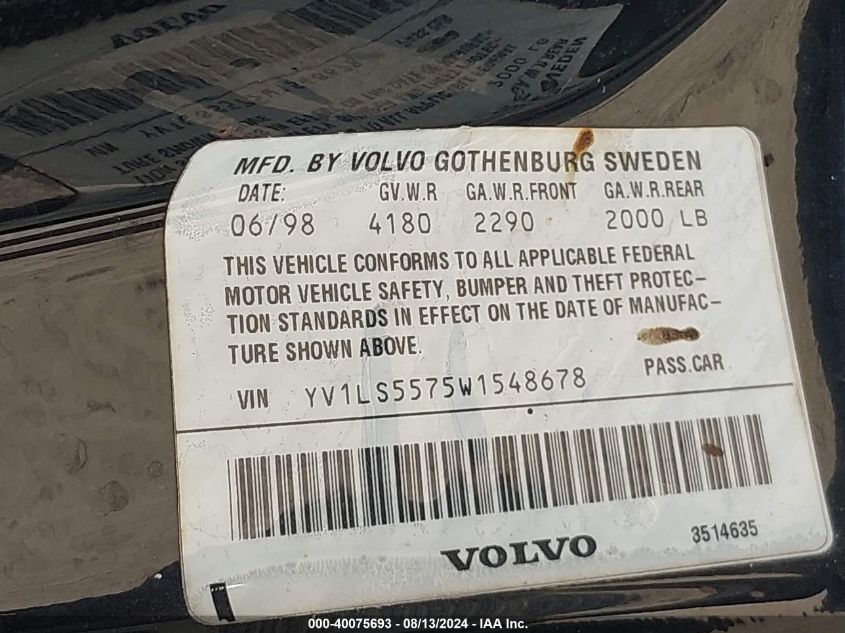 MFD. BY VOLVO GOTHENBURG SWEDEN
DATE: GV.W.R GA.W.R.FRONT GA.W.R.REAR
06/98 4180 2290 2000 LB
THIS VEHICLE CONFORMS TO ALL APPLICABLE FEDERAL
MOTOR VEHICLE SAFETY, BUMPER AND THEFT PROTEC-
TION STANDARDS IN EFFECT ON THE DATE OF MANUFAC-
TURE SHOWN ABOVE.
PASS.CAR
VIN YV1LS5575W1548678
VOLVO
3514635
000-40075693 - 08/13/2024 - IAA Inc.